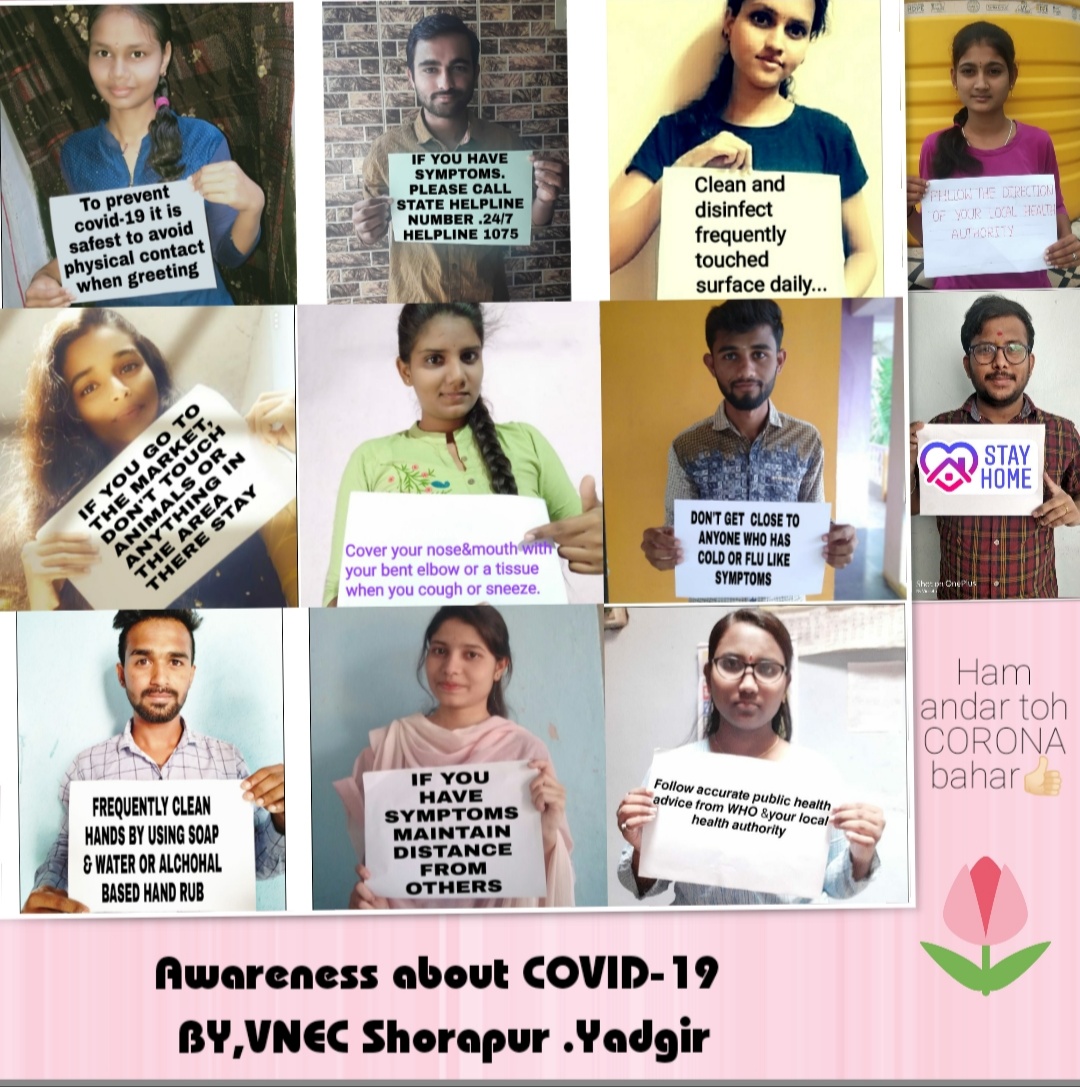 To prevent
covid-19 it is
safest to avoid
physical contact
when greeting
IF YOU HAVE
SYMPTOMS.
PLEASE CALL
STATE HELPLINE
NUMBER .24/7
HELPLINE 1075
Clean and
disinfect
frequently
touched
surface daily...
FALLOW THE DIRECTION
OF YOUR LOCAL HEALTH
AUTHORITY
IF YOU GO TO
THE MARKET,
DON'T TOUCH
ANIMALS OR
ANYTHING IN
THE AREA
THERE STAY
Cover your nose&mouth with
your bent elbow or a tissue
when you cough or sneeze.
DON'T GET CLOSE TO
ANYONE WHO HAS
COLD OR FLU LIKE
SYMPTOMS
STAY
HOME
Shot on OnePlus
FREQUENTLY CLEAN
HANDS BY USING SOAP
& WATER OR ALCHOHAL
BASED HAND RUB
IF YOU
HAVE
SYMPTOMS
MAINTAIN
DISTANCE
FROM
OTHERS
Follow accurate public health
advice from WHO &your local
health authority
Ham
andar toh
CORONA
bahar👍
Awareness about COVID-19
BY,VNEC Shorapur .Yadgir